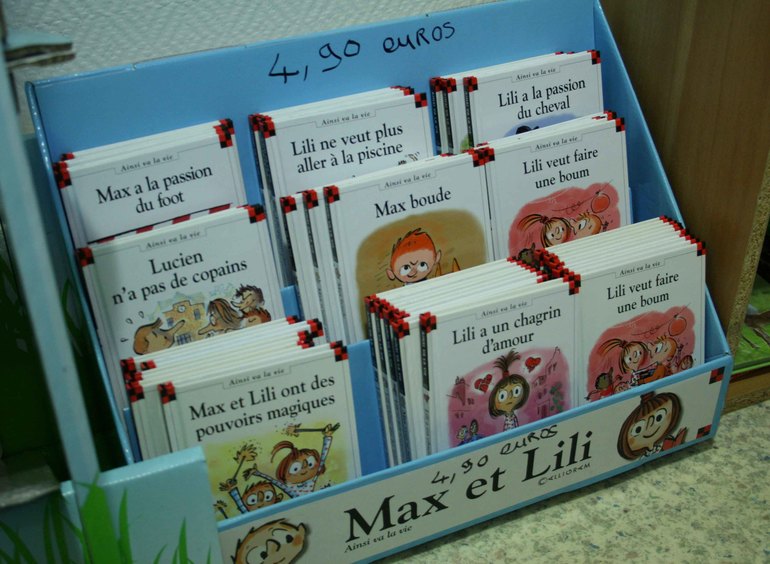 4,90 euros
Ainsi va la vie
Max a la passion
du foot
Ainsi va la vie
Lili ne veut plus
aller à la piscine
Ainsi va la vie
Lili a la passion
du cheval
Ainsi va la vie
Lucien
n'a pas de copains
Ainsi va la vie
Max boude
Ainsi va la vie
Lili veut faire
une boum
Ainsi va la vie
Max et Lili ont des
pouvoirs magiques
Ainsi va la vie
Lili a un chagrin
d'amour
Ainsi va la vie
Lili veut faire
une boum
4,90 euros
Max et Lili
Ainsi va la vie
©CALLIGRAM